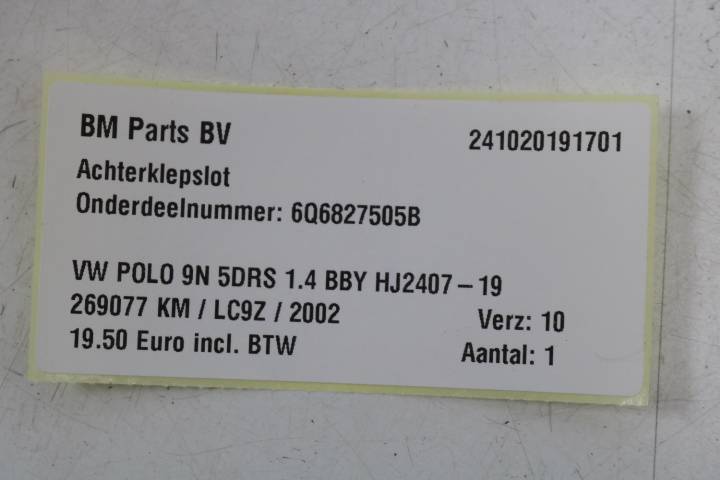 BM Parts BV 241020191701
Achterklepslot
Onderdeelnummer: 6Q6827505B
VW POLO 9N 5DRS 1.4 BBY HJ2407-19
269077 KM / LC9Z / 2002 Verz: 10
19.50 Euro incl. BTW Aantal: 1